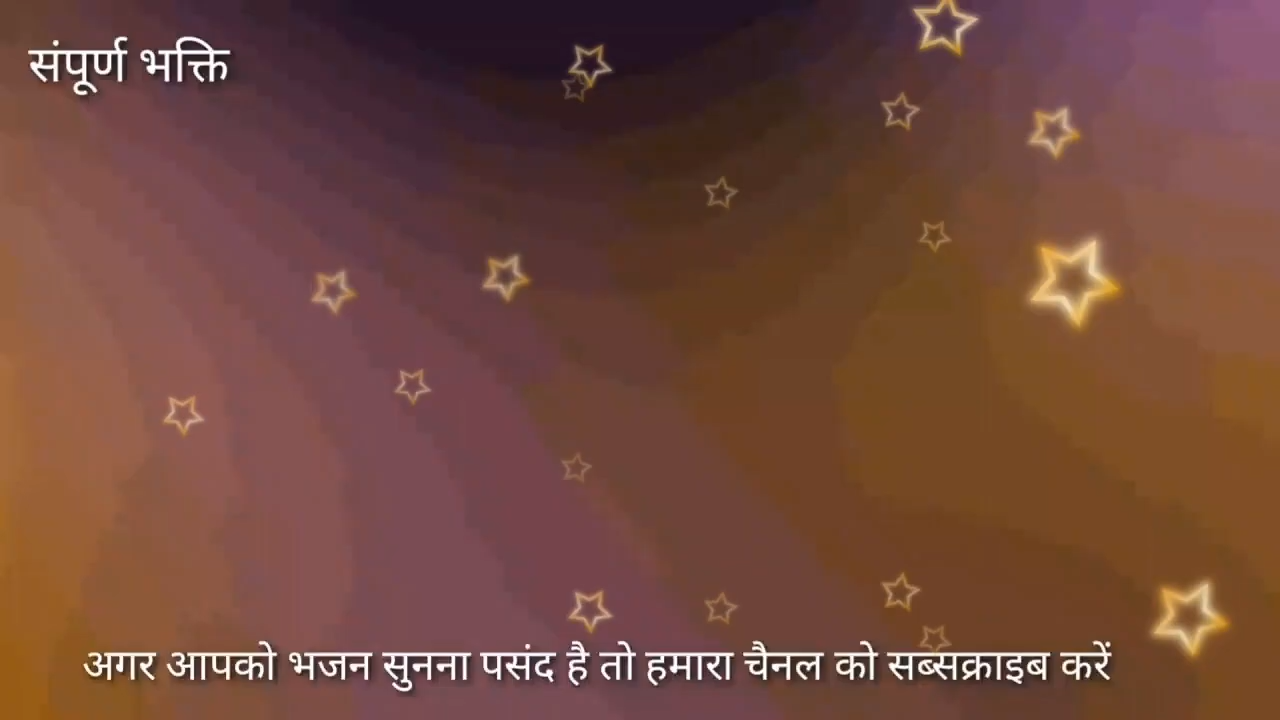 संपूर्ण भक्ति
अगर आपको भजन सुनना पसंद है तो हमारा चैनल को सब्सक्राइब करें